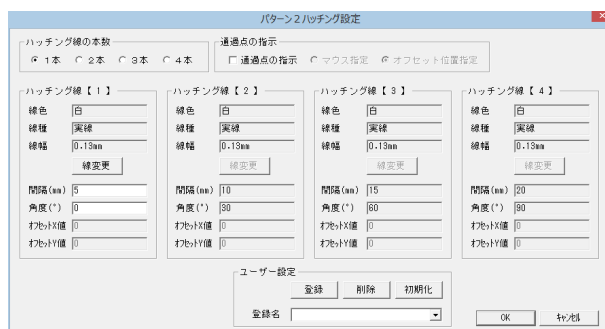 パターン2ハッチング設定
ハッチング線の本数
1本 2本 3本 4本
通過点の指示
通過点の指示 マウス指定 オフセット位置指定
ハッチング線【 1 】
線色 白
線種 実線
線幅 0.13mm
線変更
間隔(mm) 5
角度(°) 0
オフセットX値 0
オフセットY値 0
ハッチング線【 2 】
線色 白
線種 実線
線幅 0.13mm
線変更
間隔(mm) 10
角度(°) 30
オフセットX値 0
オフセットY値 0
ハッチング線【 3 】
線色 白
線種 実線
線幅 0.13mm
線変更
間隔(mm) 15
角度(°) 60
オフセットX値 0
オフセットY値 0
ハッチング線【 4 】
線色 白
線種 実線
線幅 0.13mm
線変更
間隔(mm) 20
角度(°) 90
オフセットX値 0
オフセットY値 0
ユーザー設定
登録 削除 初期化
登録名
OK キャンセル